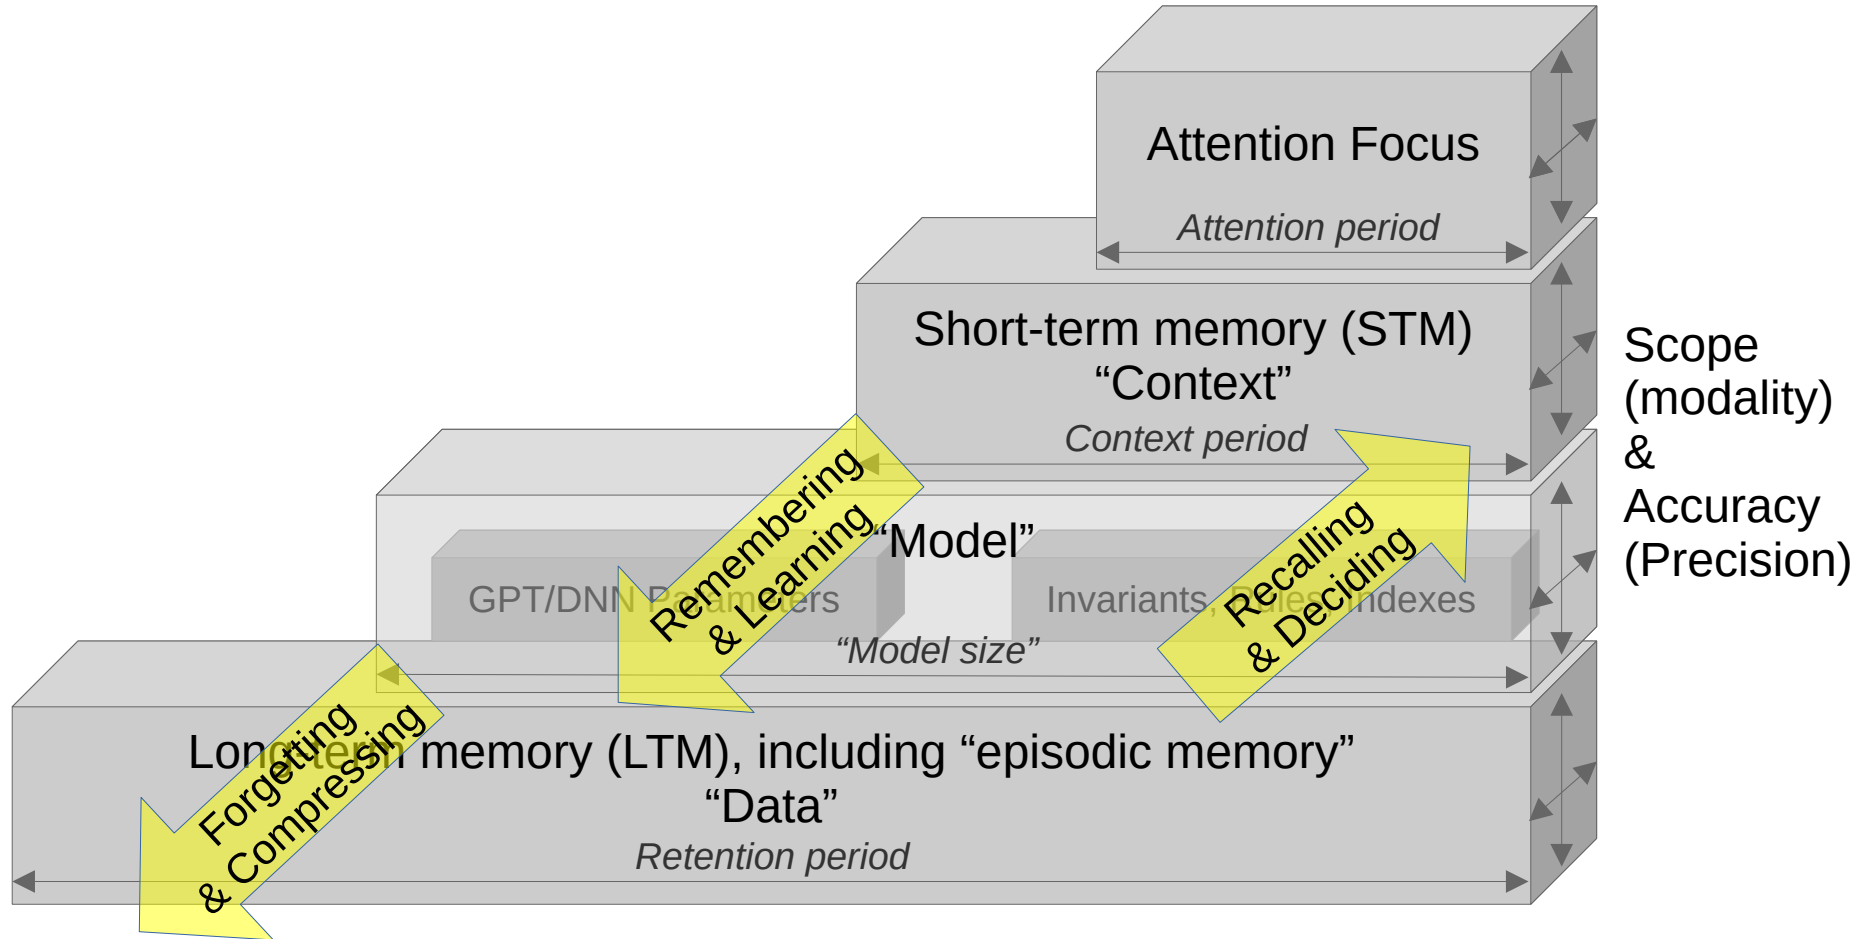 Attention Focus
Attention period
Short-term memory (STM)
“Context”
Context period
Scope
(modality)
&
Accuracy
(Precision)
Remembering
& Learning
“Model”
Recalling
& Deciding
GPT/DNN Parameters
Invariants, Rules, Indexes
“Model size”
Forgetting
& Compressing
Long-term memory (LTM), including “episodic memory”
“Data”
Retention period